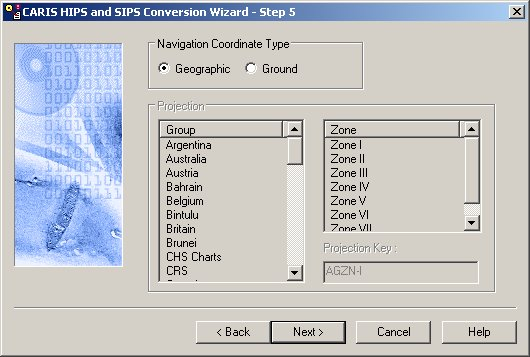 CARIS HIPS and SIPS Conversion Wizard - Step 5
Navigation Coordinate Type
Geographic
Ground
Projection
Group
Argentina
Australia
Austria
Bahrain
Belgium
Bintulu
Britain
Brunei
CHS Charts
CRS
Zone
Zone I
Zone II
Zone III
Zone IV
Zone V
Zone VI
Zone VII
Projection Key :
AGZN-I
< Back
Next >
Cancel
Help